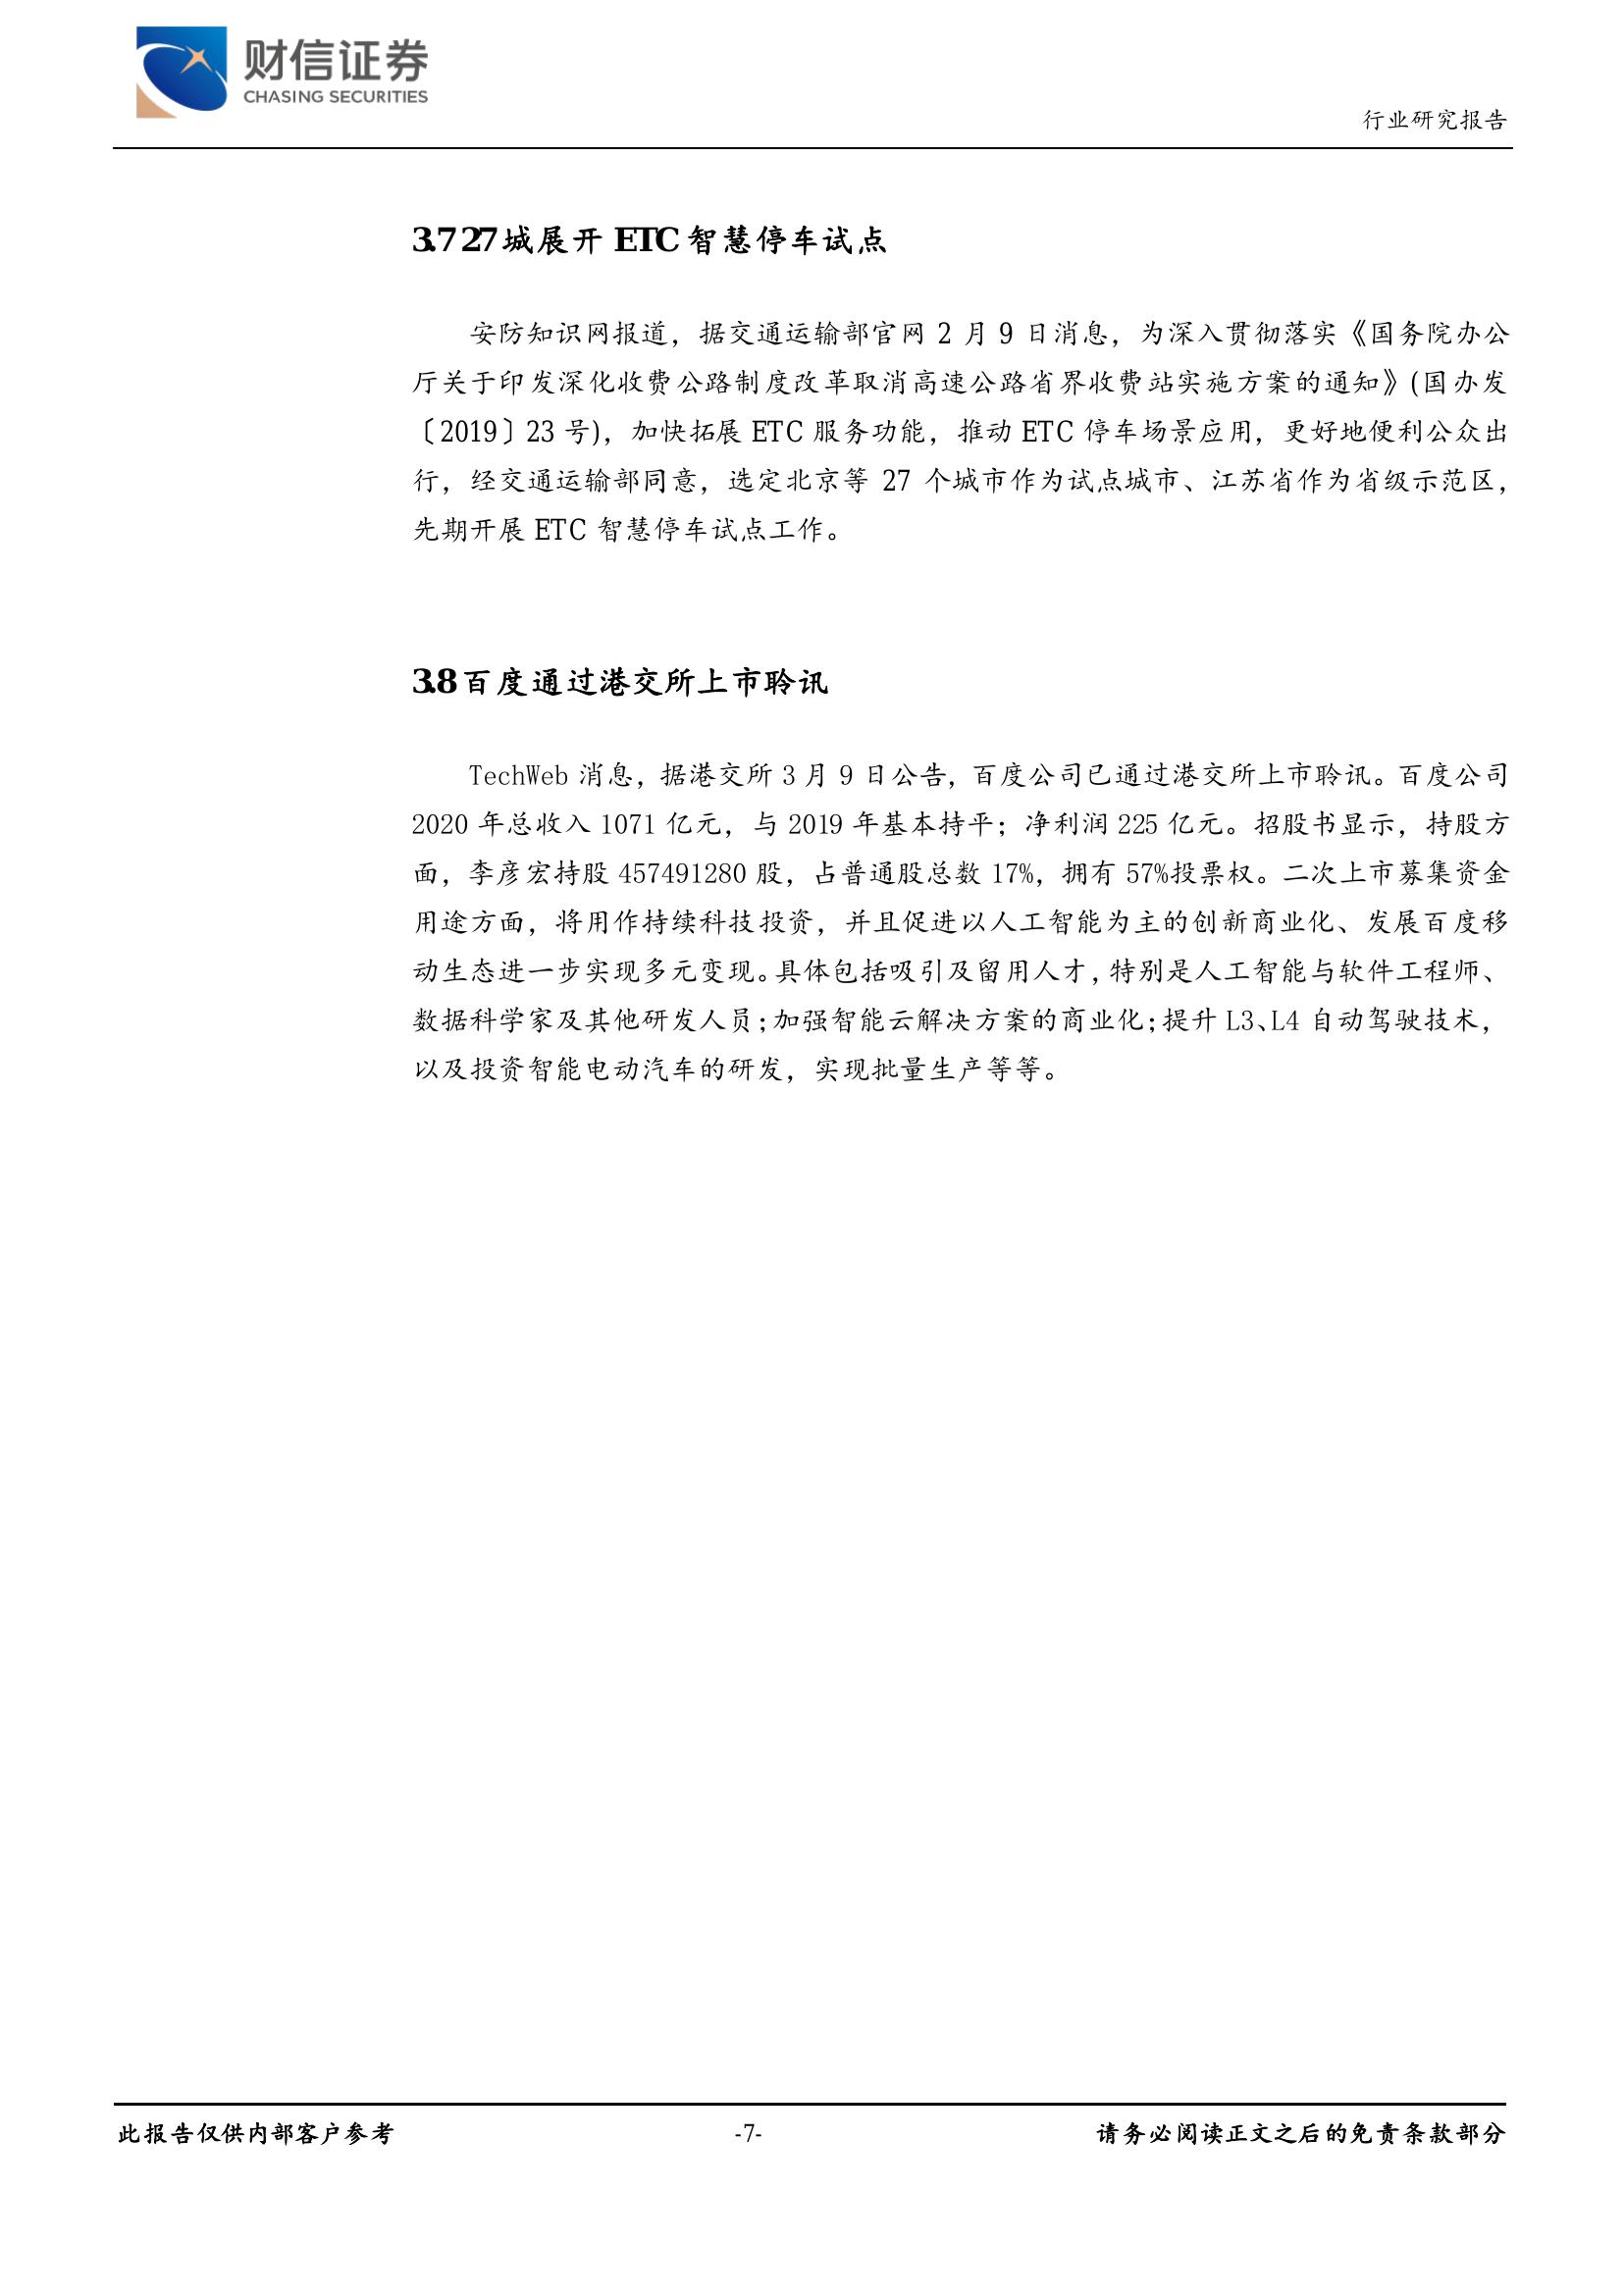 财信证券
CHASING SECURITIES
行业研究报告
3.7 27 城展开 ETC 智慧停车试点
安防知识网报道，据交通运输部官网 2 月 9 日消息，为深入贯彻落实《国务院办公
厅关于印发深化收费公路制度改革取消高速公路省界收费站实施方案的通知》(国办发
〔2019〕23 号)，加快拓展 ETC 服务功能，推动 ETC 停车场景应用，更好地便利公众出
行，经交通运输部同意，选定北京等 27 个城市作为试点城市、江苏省作为省级示范区，
先期开展 ETC 智慧停车试点工作。
3.8 百度通过港交所上市聆讯
TechWeb 消息，据港交所 3 月 9 日公告，百度公司已通过港交所上市聆讯。百度公司
2020 年总收入 1071 亿元，与 2019 年基本持平；净利润 225 亿元。招股书显示，持股方
面，李彦宏持股 457491280 股，占普通股总数 17%，拥有 57%投票权。二次上市募集资金
用途方面，将用作持续科技投资，并且促进以人工智能为主的创新商业化、发展百度移
动生态进一步实现多元变现。具体包括吸引及留用人才，特别是人工智能与软件工程师、
数据科学家及其他研发人员；加强智能云解决方案的商业化；提升 L3、L4 自动驾驶技术，
以及投资智能电动汽车的研发，实现批量生产等等。
此报告仅供内部客户参考
-7-
请务必阅读正文之后的免责条款部分